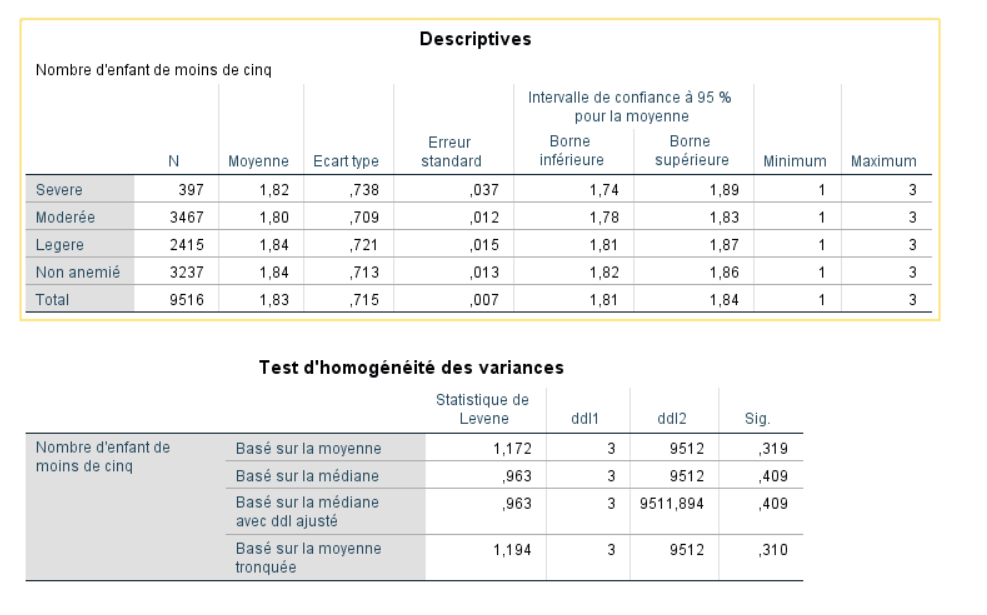 Descriptives
Nombre d'enfant de moins de cinq
Intervalle de confiance à 95 %
pour la moyenne
N Moyenne Ecart type Erreur standard Borne inférieure Borne supérieure Minimum Maximum
Severe 397 1,82 ,738 ,037 1,74 1,89 1 3
Moderée 3467 1,80 ,709 ,012 1,78 1,83 1 3
Legere 2415 1,84 ,721 ,015 1,81 1,87 1 3
Non anemié 3237 1,84 ,713 ,013 1,82 1,86 1 3
Total 9516 1,83 ,715 ,007 1,81 1,84 1 3
Test d'homogénéité des variances
Statistique de Levene ddl1 ddl2 Sig.
Nombre d'enfant de moins de cinq
Basé sur la moyenne 1,172 3 9512 ,319
Basé sur la médiane ,963 3 9512 ,409
Basé sur la médiane avec ddl ajusté ,963 3 9511,894 ,409
Basé sur la moyenne tronquée 1,194 3 9512 ,310